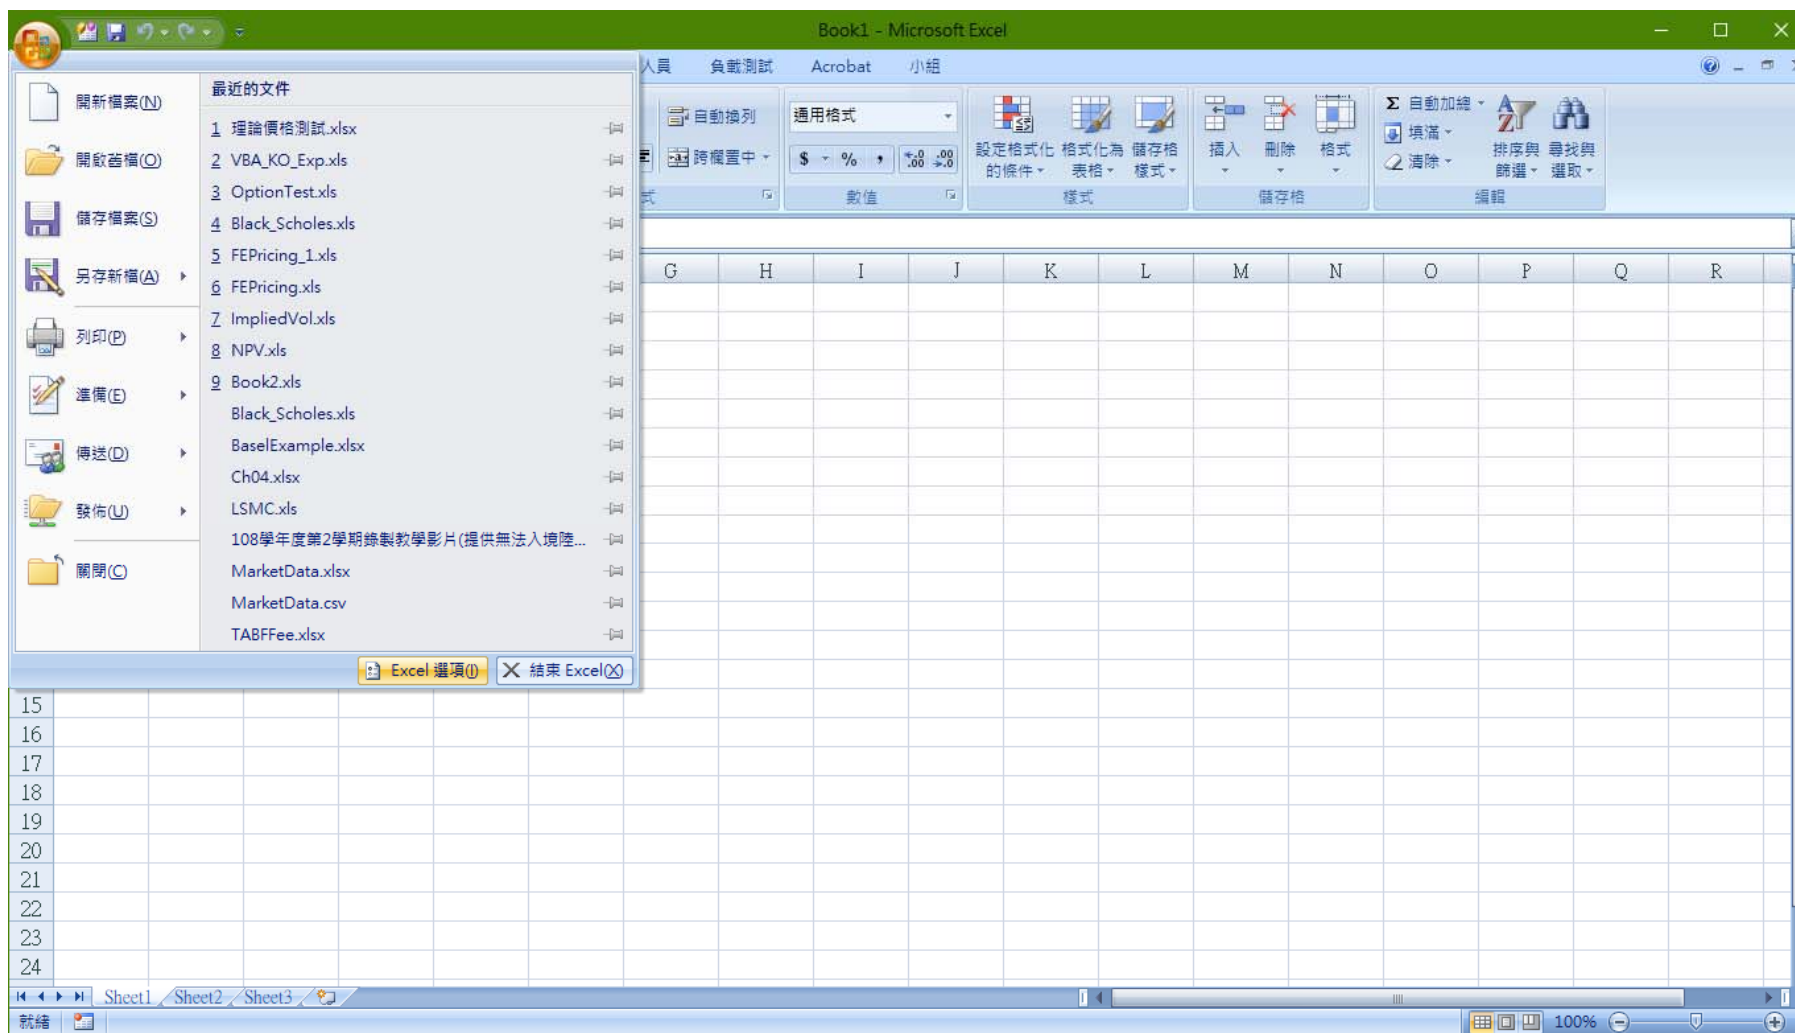 Book1 - Microsoft Excel
人員 負載測試 Acrobat 小組
開新檔案(N)
開啟舊檔(O)
儲存檔案(S)
另存新檔(A)
列印(P)
準備(E)
傳送(D)
發佈(U)
關閉(C)
最近的文件
1 理論價格測試.xlsx
2 VBA_KO_Exp.xls
3 OptionTest.xls
4 Black_Scholes.xls
5 FEPricing_1.xls
6 FEPricing.xls
7 ImpliedVol.xls
8 NPV.xls
9 Book2.xls
Black_Scholes.xls
BaselExample.xlsx
Ch04.xlsx
LSMC.xls
108學年度第2學期錄製教學影片(提供無法入境陸...
MarketData.xlsx
MarketData.csv
TABFFee.xlsx
Excel 選項(I)
結束 Excel(X)
自動換列
跨欄置中
式
通用格式
$ % ,
數值
設定格式化的條件
格式化為表格
儲存格樣式
樣式
插入
刪除
格式
儲存格
Σ 自動加總
填滿
清除
排序與篩選
尋找與選取
編輯
G H I J K L M N O P Q R
15
16
17
18
19
20
21
22
23
24
Sheet1 Sheet2 Sheet3
就緒
100%